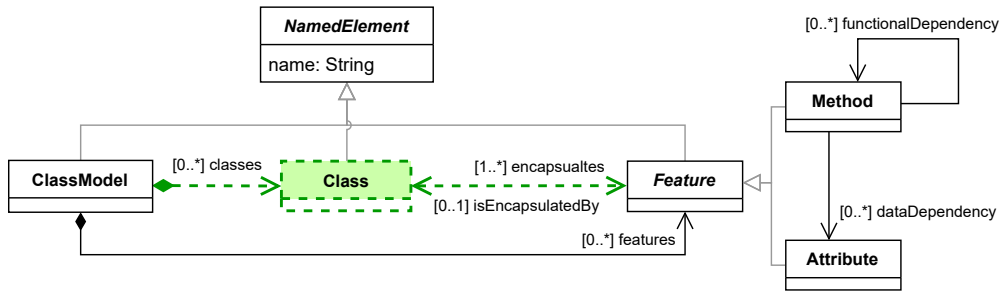 NamedElement
name: String
[0..*] functionalDependency
Method
[0..*] classes
[1..*] encapsualtes
ClassModel
Class
Feature
[0..1] isEncapsulatedBy
[0..*] dataDependency
[0..*] features
Attribute